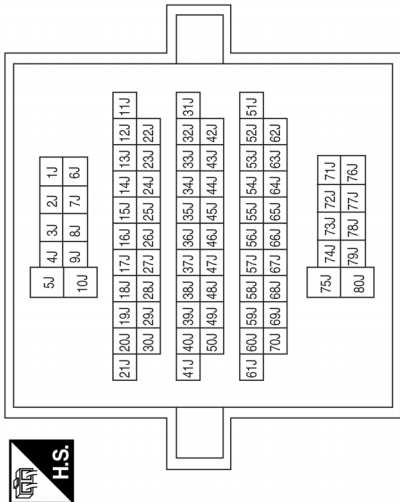 1J 2J 3J 4J 5J
6J 7J 8J 9J 10J
11J 12J 13J 14J 15J 16J 17J 18J 19J 20J 21J
22J 23J 24J 25J 26J 27J 28J 29J 30J
31J 32J 33J 34J 35J 36J 37J 38J 39J 40J 41J
42J 43J 44J 45J 46J 47J 48J 49J 50J
51J 52J 53J 54J 55J 56J 57J 58J 59J 60J 61J
62J 63J 64J 65J 66J 67J 68J 69J 70J
71J 72J 73J 74J 75J
76J 77J 78J 79J 80J
H.S.